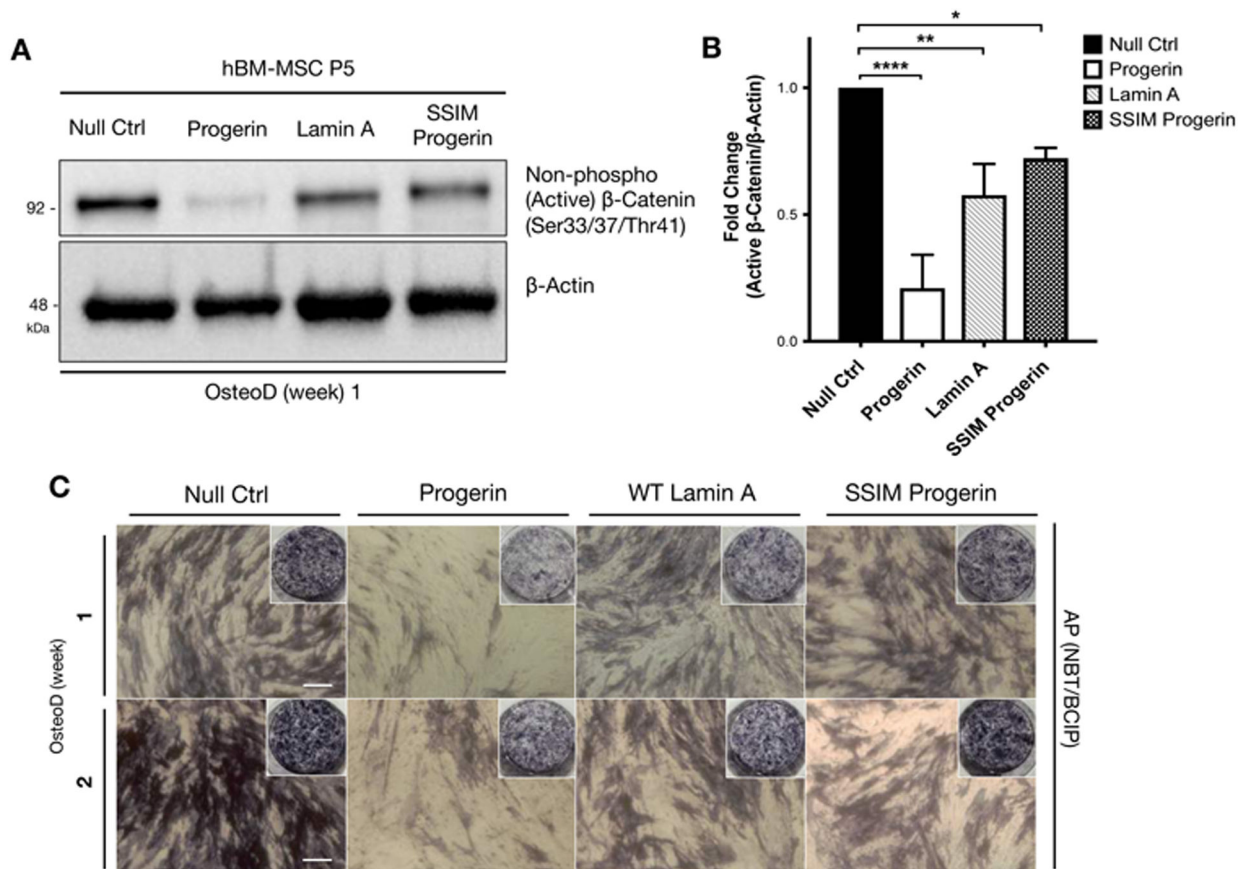 A
hBM-MSC P5
Null Ctrl
Progerin
Lamin A
SSIM
Progerin
92 -
Non-phospho
(Active) β-Catenin
(Ser33/37/Thr41)
48 -
kDa
β-Actin
OsteoD (week) 1
B
*
**
****
Null Ctrl
Progerin
Lamin A
SSIM Progerin
Fold Change
(Active β-Catenin/β-Actin)
1.0
0.5
0.0
Null Ctrl
Progerin
Lamin A
SSIM Progerin
C
Null Ctrl
Progerin
WT Lamin A
SSIM Progerin
OsteoD (week)
1
2
AP (NBT/BCIP)